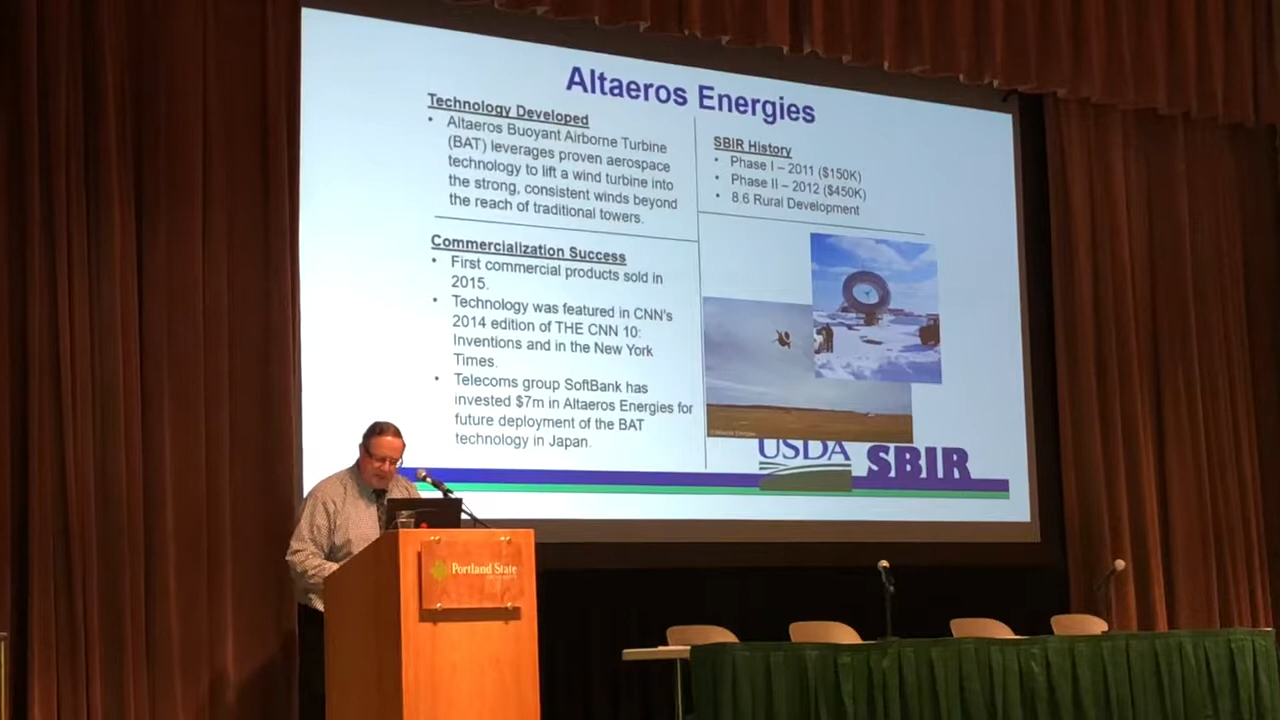 Altaeros Energies
Technology Developed
• Altaeros Buoyant Airborne Turbine
(BAT) leverages proven aerospace
technology to lift a wind turbine into
the strong, consistent winds beyond
the reach of traditional towers.
SBIR History
• Phase I – 2011 ($150K)
• Phase II – 2012 ($450K)
• 8.6 Rural Development
Commercialization Success
• First commercial products sold in
2015.
• Technology was featured in CNN's
2014 edition of THE CNN 10:
Inventions and in the New York
Times.
• Telecoms group SoftBank has
invested $7m in Altaeros Energies for
future deployment of the BAT
technology in Japan.
USDA
SBIR
Portland State